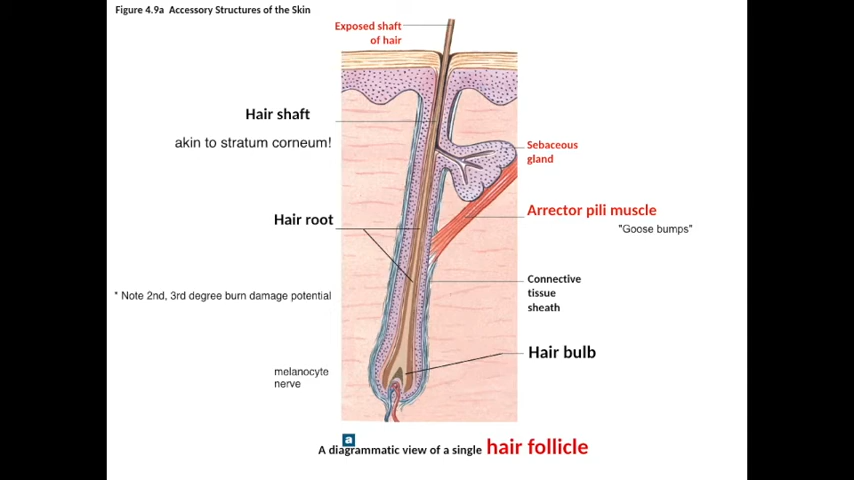 Figure 4.9a  Accessory Structures of the Skin
Exposed shaft
of hair
Hair shaft
akin to stratum corneum!
Sebaceous
gland
Arrector pili muscle
"Goose bumps"
Hair root
Connective
tissue
sheath
* Note 2nd, 3rd degree burn damage potential
Hair bulb
melanocyte
nerve
a
A diagrammatic view of a single hair follicle